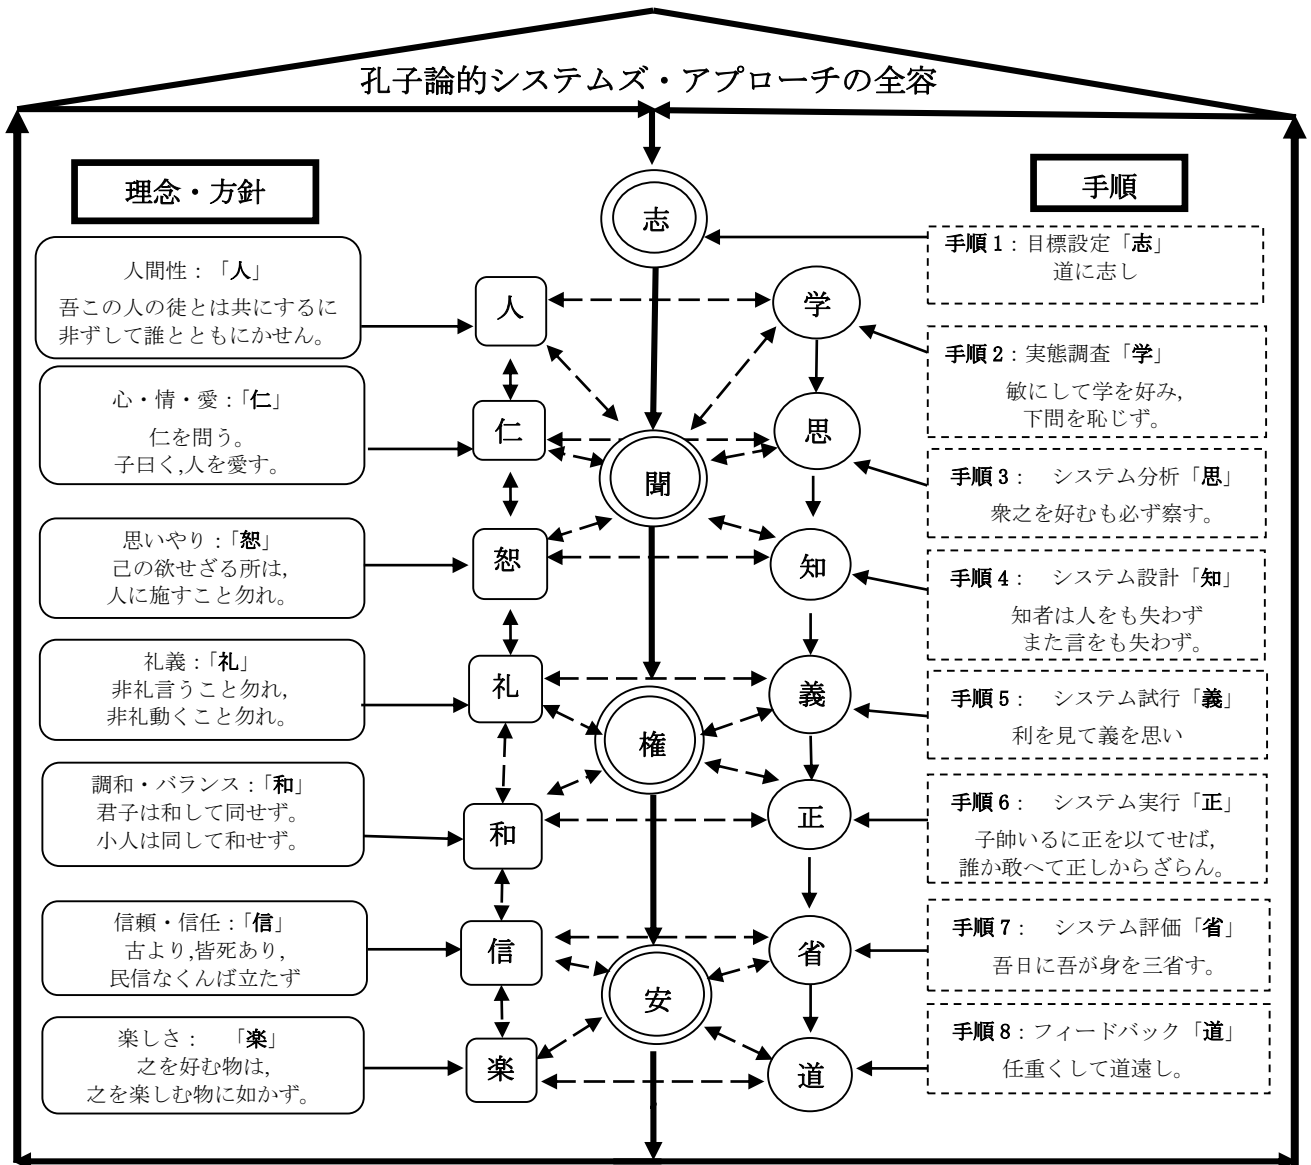 孔子論的システムズ・アプローチの全容
理念・方針
手順
人間性：「人」
吾この人の徒とは共にするに
非ずして誰とともにかせん。
心・情・愛：「仁」
仁を問う。
子曰く,人を愛す。
思いやり：「恕」
己の欲せざる所は,
人に施すこと勿れ。
礼義：「礼」
非礼言うこと勿れ,
非礼動くこと勿れ。
調和・バランス：「和」
君子は和して同せず。
小人は同して和せず。
信頼・信任：「信」
古より,皆死あり,
民信なくんば立たず
楽しさ：　「楽」
之を好む物は,
之を楽しむ物に如かず。
人
仁
恕
礼
和
信
楽
志
聞
権
安
学
思
知
義
正
省
道
手順1：目標設定「志」
道に志し
手順2：実態調査「学」
敏にして学を好み,
下問を恥じず。
手順3：　システム分析「思」
衆之を好むも必ず察す。
手順4：　システム設計「知」
知者は人をも失わず
また言をも失わず。
手順5：　システム試行「義」
利を見て義を思い
手順6：　システム実行「正」
子帥いるに正を以てせば,
誰か敢へて正しからざらん。
手順7：　システム評価「省」
吾日に吾が身を三省す。
手順8：フィードバック「道」
任重くして道遠し。